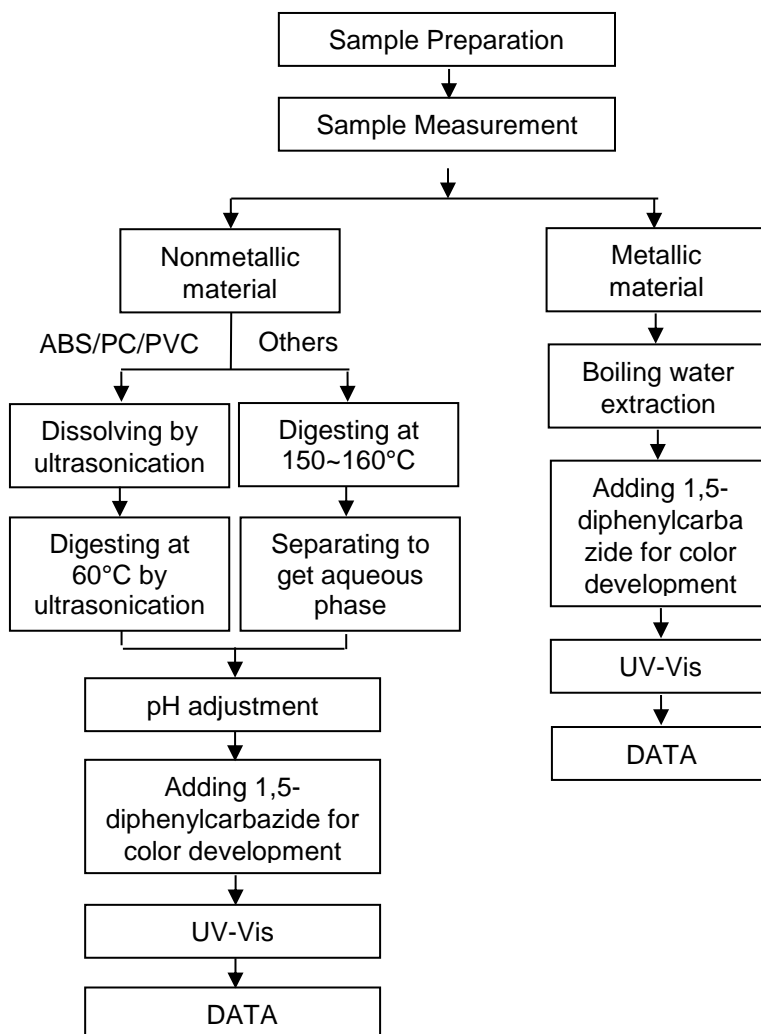 Sample Preparation
Sample Measurement
Nonmetallic
material
ABS/PC/PVC
Others
Dissolving by
ultrasonication
Digesting at
150~160°C
Digesting at
60°C by
ultrasonication
Separating to
get aqueous
phase
pH adjustment
Adding 1,5-
diphenylcarbazide for
color development
UV-Vis
DATA
Metallic
material
Boiling water
extraction
Adding 1,5-
diphenylcarba
zide for color
development
UV-Vis
DATA